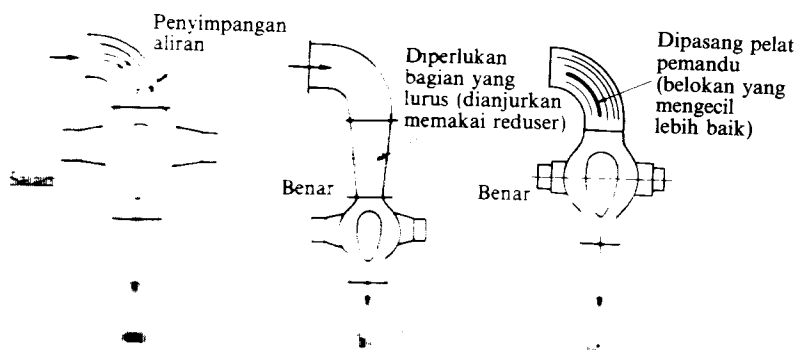 Penyimpangan
aliran
Diperlukan
bagian yang
lurus (dianjurkan
memakai reduser)
Benar
Dipasang pelat
pemandu
(belokan yang
mengecil
lebih baik)
Benar